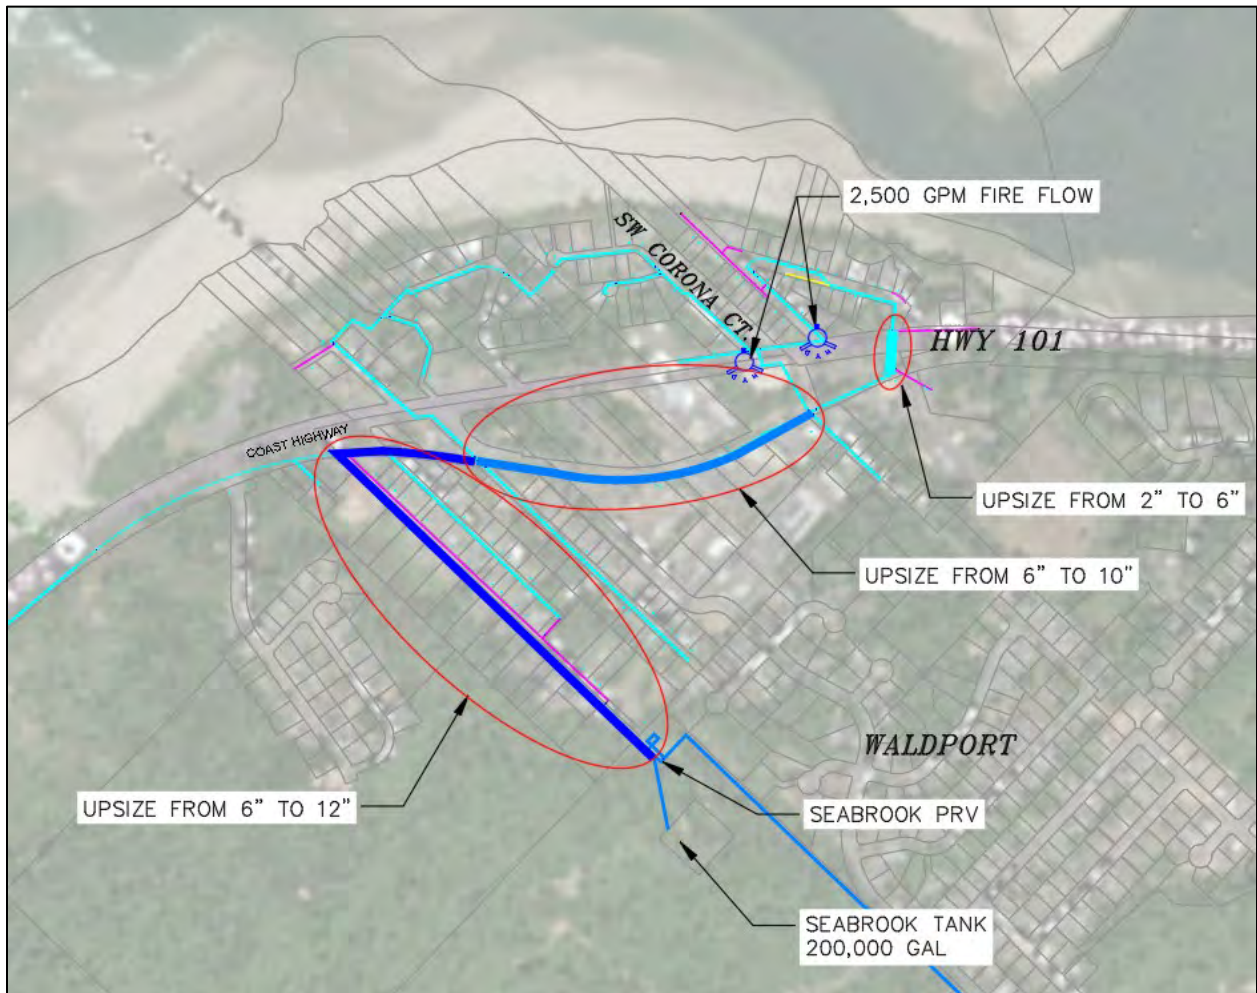 2,500 GPM FIRE FLOW
SW CORONA CT.
HWY 101
COAST HIGHWAY
UPSIZE FROM 2" TO 6"
UPSIZE FROM 6" TO 10"
WALDPORT
UPSIZE FROM 6" TO 12"
SEABROOK PRV
SEABROOK TANK
200,000 GAL